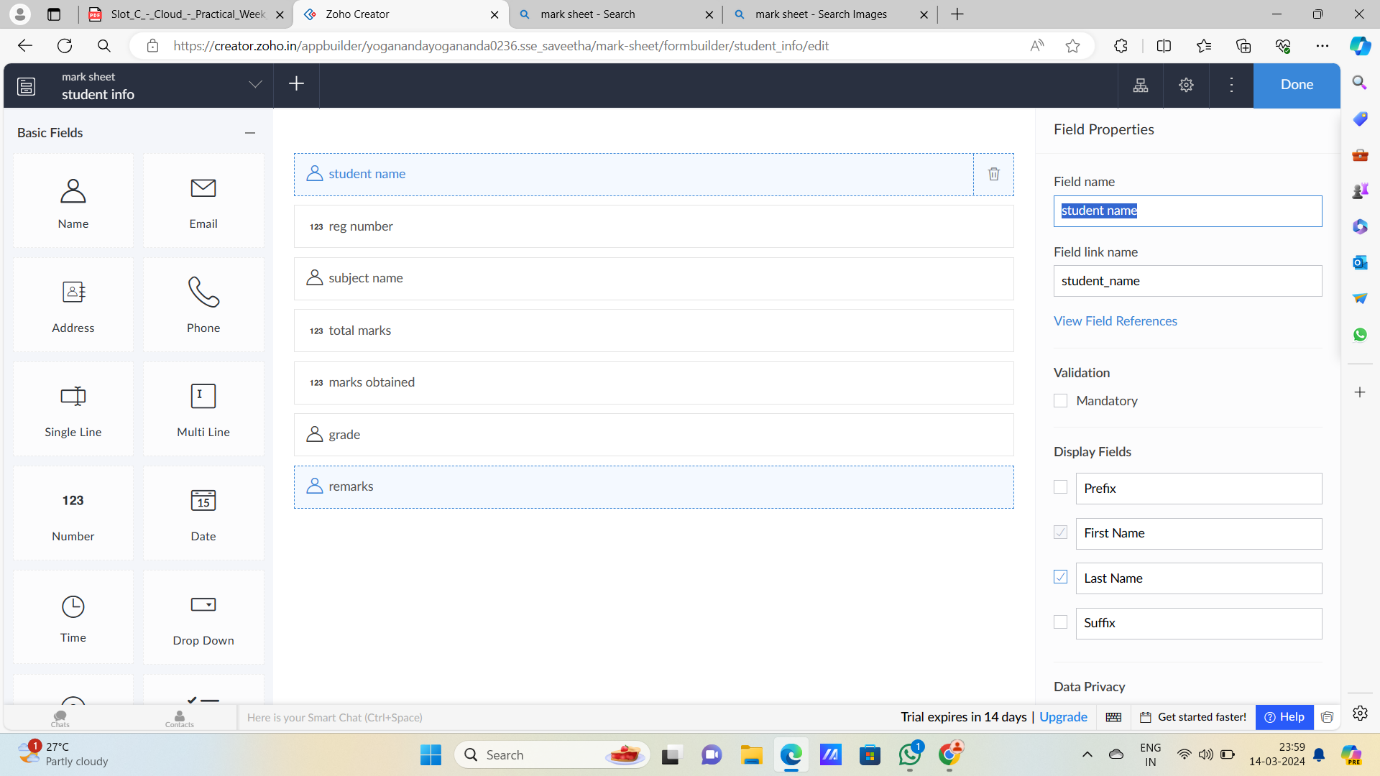 Slot_C_-_Cloud_-_Practical_Week
Zoho Creator
mark sheet - Search
mark sheet - Search Images
https://creator.zoho.in/appbuilder/yoganandayogananda0236.sse_saveetha/mark-sheet/formbuilder/student_info/edit
mark sheet
student info
Done
Basic Fields
Name
Email
Address
Phone
Single Line
Multi Line
123
Number
15
Date
Time
Drop Down
student name
123 reg number
subject name
123 total marks
123 marks obtained
grade
remarks
Field Properties
Field name
student name
Field link name
student_name
View Field References
Validation
Mandatory
Display Fields
Prefix
First Name
Last Name
Suffix
Data Privacy
Chats
Contacts
Here is your Smart Chat (Ctrl+Space)
Trial expires in 14 days | Upgrade
Get started faster!
Help
1
27°C
Partly cloudy
Search
1
ENG
IN
23:59
14-03-2024
PRE